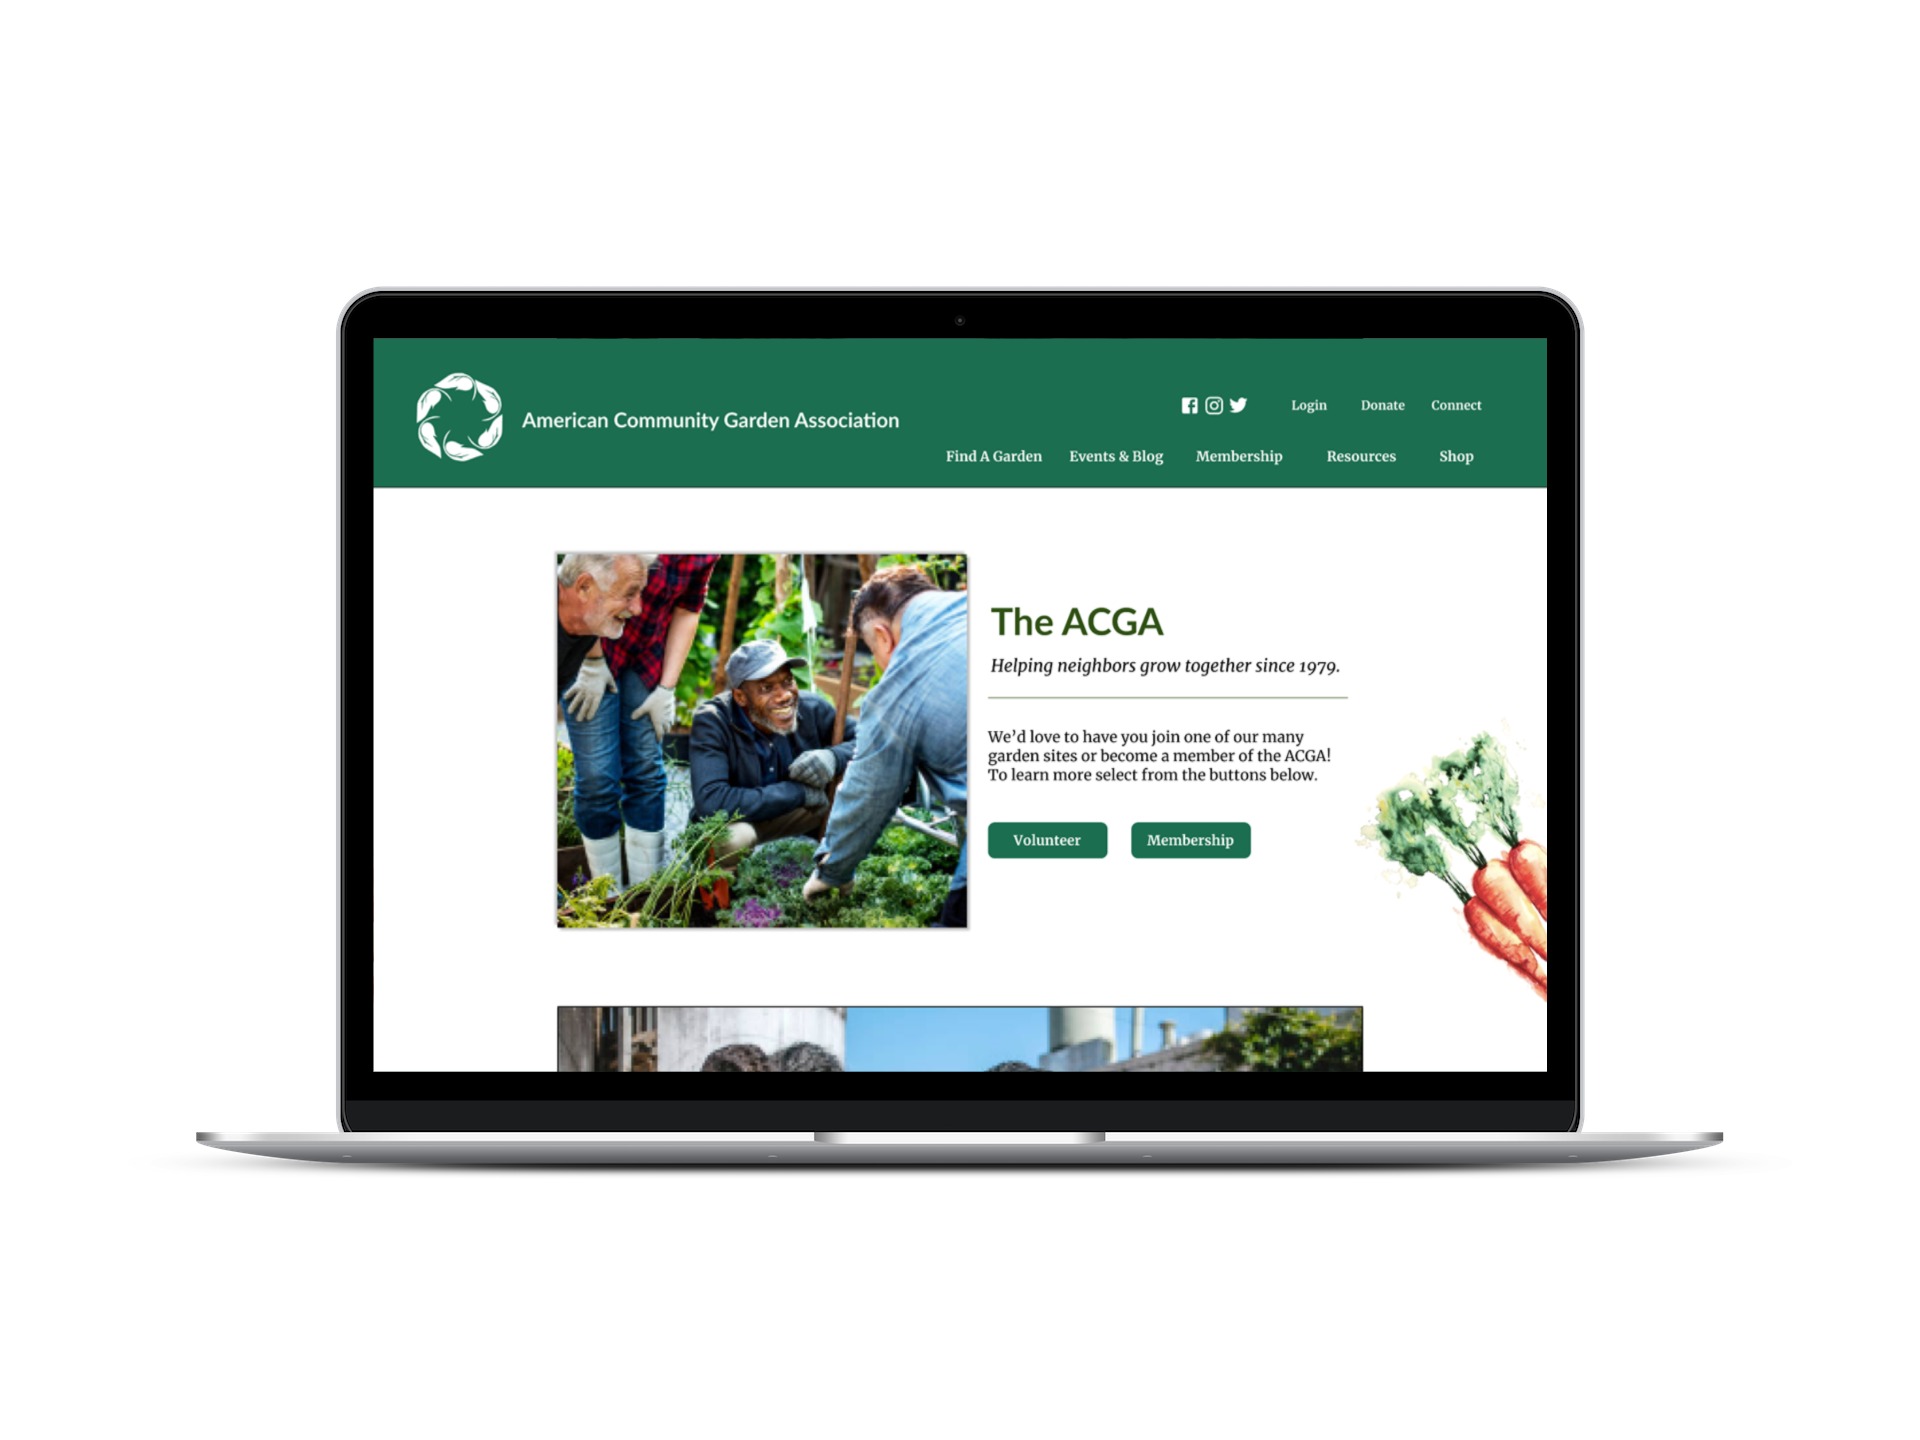 American Community Garden Association
Login Donate Connect
Find A Garden Events & Blog Membership Resources Shop
The ACGA
Helping neighbors grow together since 1979.
We’d love to have you join one of our many
garden sites or become a member of the ACGA!
To learn more select from the buttons below.
Volunteer Membership